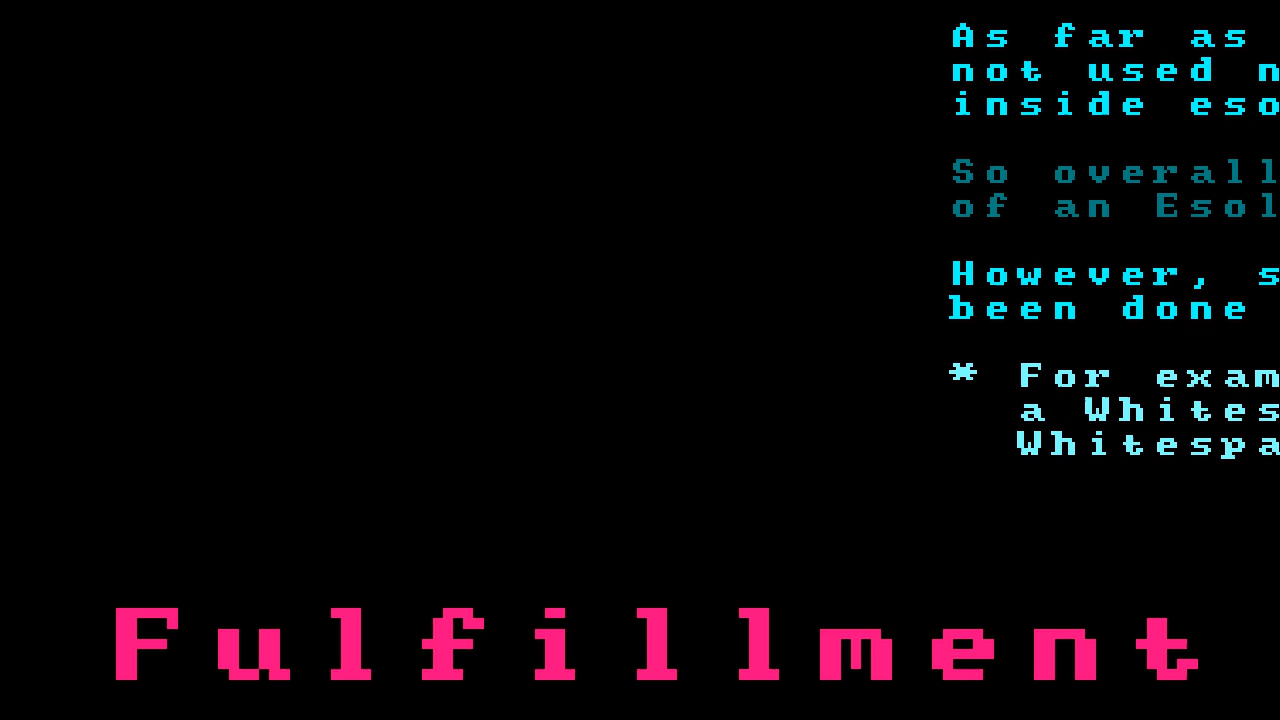 As far as
not used n
inside eso
So overall
of an Esol
However, s
been done
* For exam
a Whites
Whitespa
Fulfillment